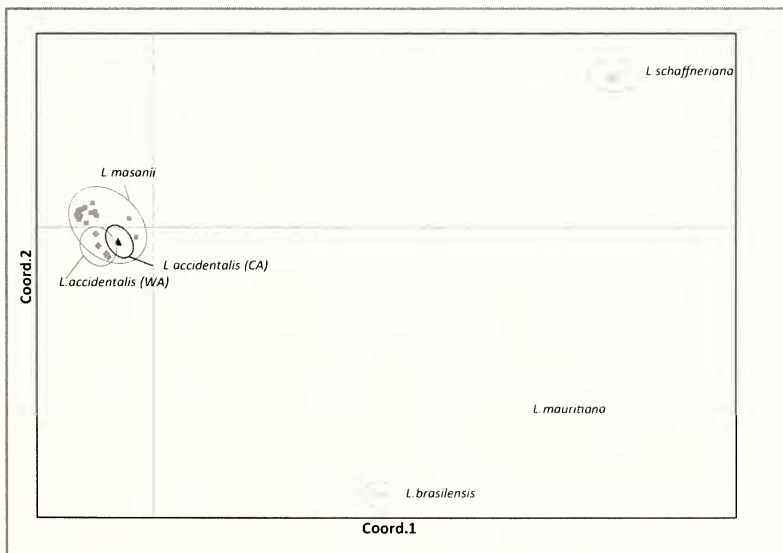 L. schaffneriana
L. masanii
L. accidentalis (CA)
L. accidentalis (WA)
Coord.2
L. mauritiana
L. brasilensis
Coord.1